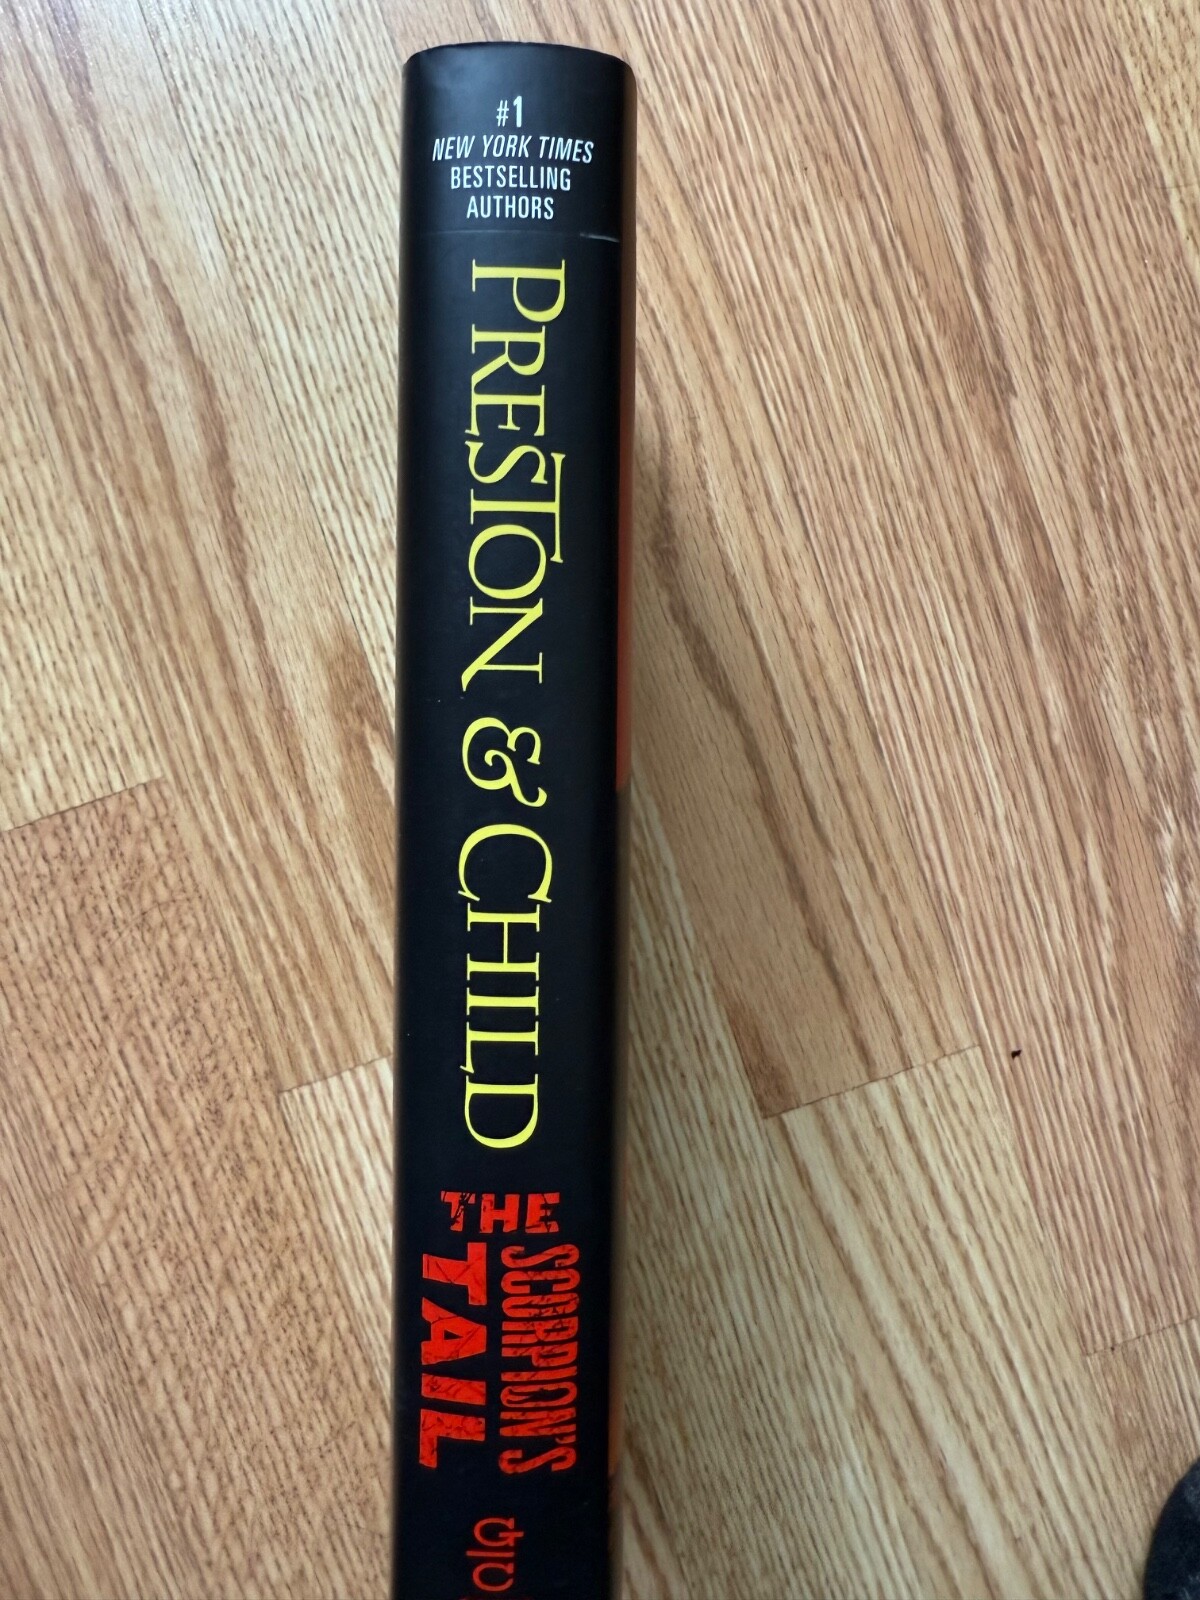 #1
NEW YORK TIMES
BESTSELLING
AUTHORS
PRESTON & CHILD
THE
SCORPION'S
TAIL